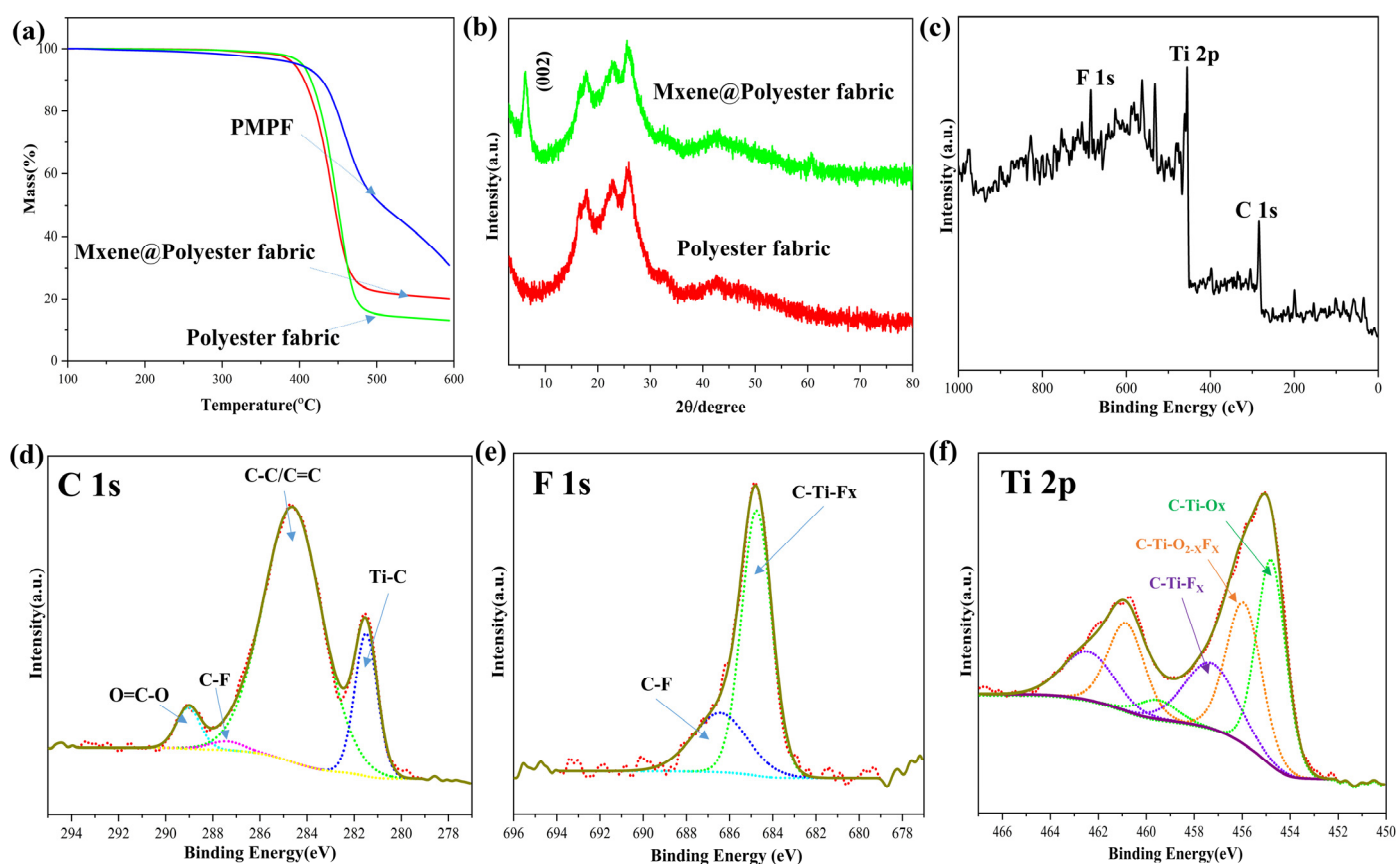 (a)
100
80
60
40
20
0
Mass(%)
PMPF
Mxene@Polyester fabric
Polyester fabric
100 200 300 400 500 600
Temperature(°C)
(b)
(002)
Mxene@Polyester fabric
Polyester fabric
Intensity(a.u.)
10 20 30 40 50 60 70 80
2θ/degree
(c)
Ti 2p
F 1s
C 1s
Intensity (a.u.)
1000 800 600 400 200 0
Binding Energy (eV)
(d)
C 1s
C-C/C=C
Ti-C
C-F
O=C-O
Intensity(a.u.)
294 292 290 288 286 284 282 280 278
Binding Energy(eV)
(e)
F 1s
C-Ti-Fx
C-F
Intensity(a.u.)
696 694 692 690 688 686 684 682 680 678
Binding Energy(eV)
(f)
Ti 2p
C-Ti-Ox
C-Ti-O2-XFX
C-Ti-FX
Intensity(a.u.)
466 464 462 460 458 456 454 452 450
Binding Energy(eV)